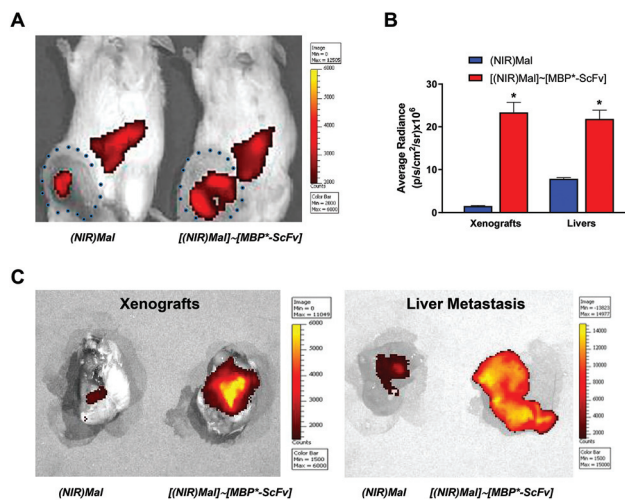 A
Image
Min = 0
Max = 12505
6000
5000
4000
3000
2000
Counts
Color Bar
Min = 2000
Max = 6000
(NIR)Mal
[(NIR)Mal]~[MBP*-ScFv]
B
(NIR)Mal
[(NIR)Mal]~[MBP*-ScFv]
Average Radiance
(p/s/cm²/sr)x10⁶
30
20
10
0
*
*
Xenografts
Livers
C
Xenografts
Image
Min = 0
Max = 11049
6000
5000
4000
3000
2000
Counts
Color Bar
Min = 1500
Max = 6000
(NIR)Mal
[(NIR)Mal]~[MBP*-ScFv]
Liver Metastasis
Image
Min = -13823
Max = 14977
14000
12000
10000
8000
6000
4000
2000
Counts
Color Bar
Min = 1500
Max = 15000
(NIR)Mal
[(NIR)Mal]~[MBP*-ScFv]